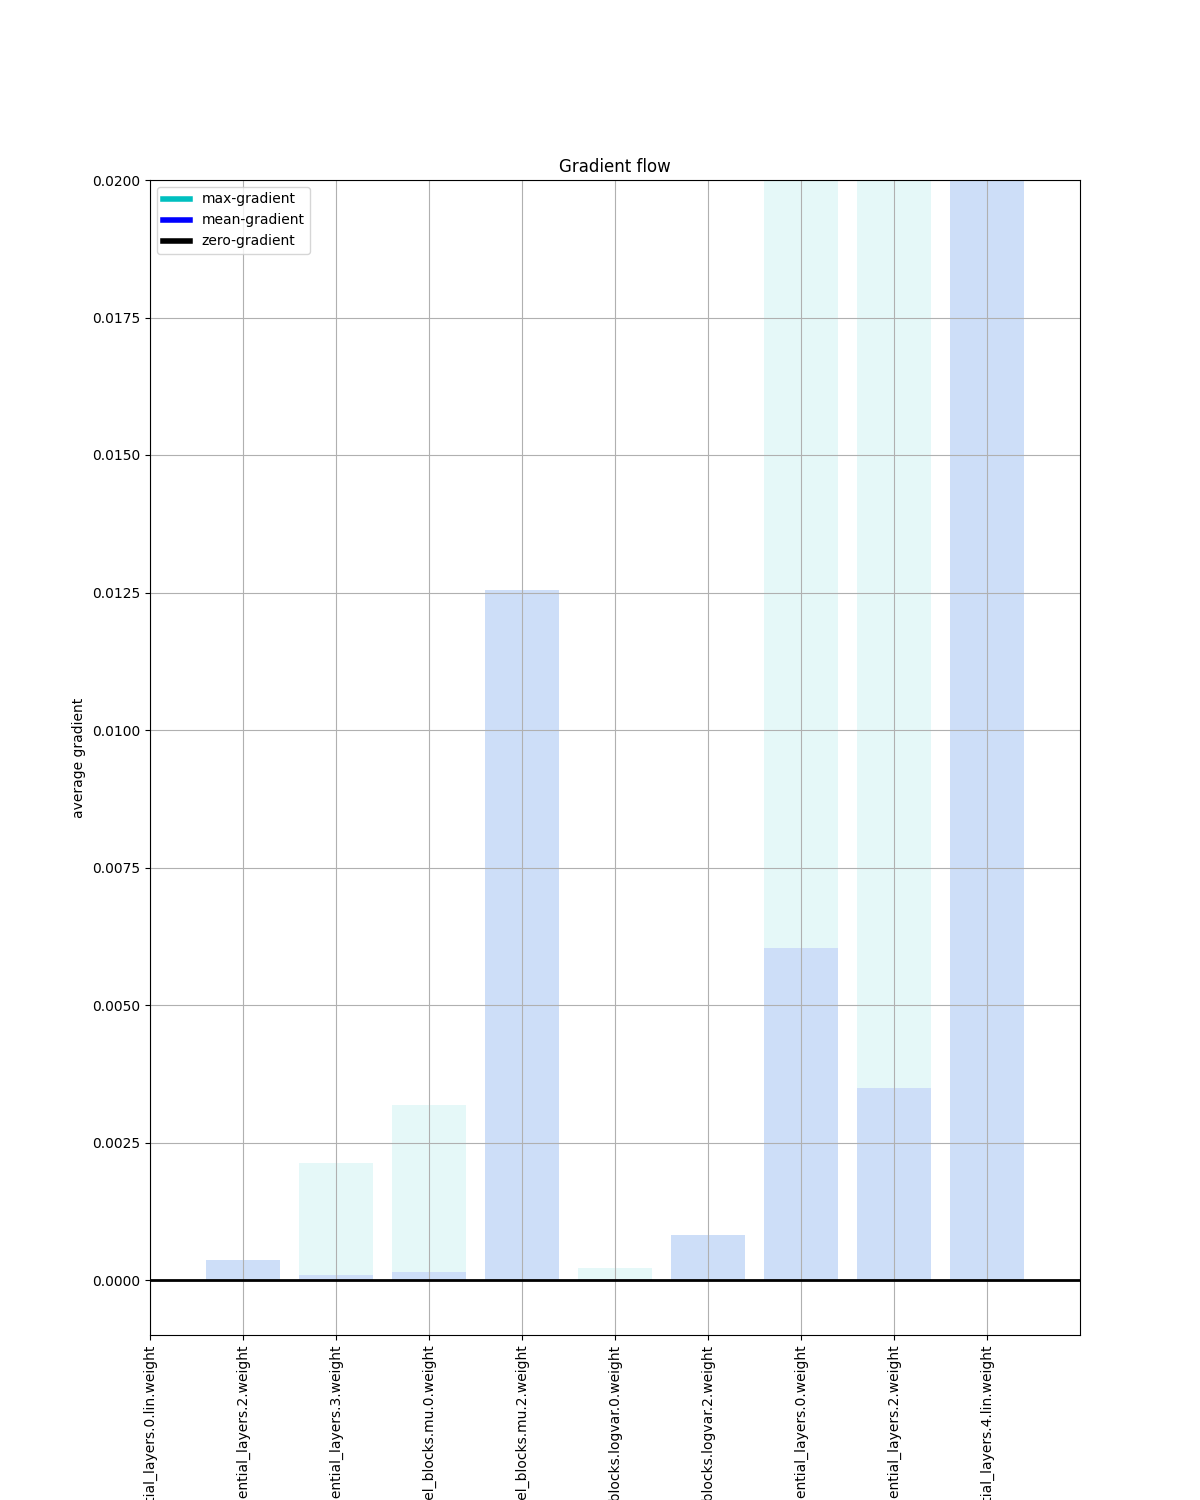 Gradient flow
max-gradient
mean-gradient
zero-gradient
0.0200
0.0175
0.0150
0.0125
0.0100
0.0075
0.0050
0.0025
0.0000
average gradient
tial_layers.0.lin.weight
ential_layers.2.weight
ential_layers.3.weight
el_blocks.mu.0.weight
el_blocks.mu.2.weight
blocks.logvar.0.weight
blocks.logvar.2.weight
ential_layers.0.weight
ential_layers.2.weight
tial_layers.4.lin.weight